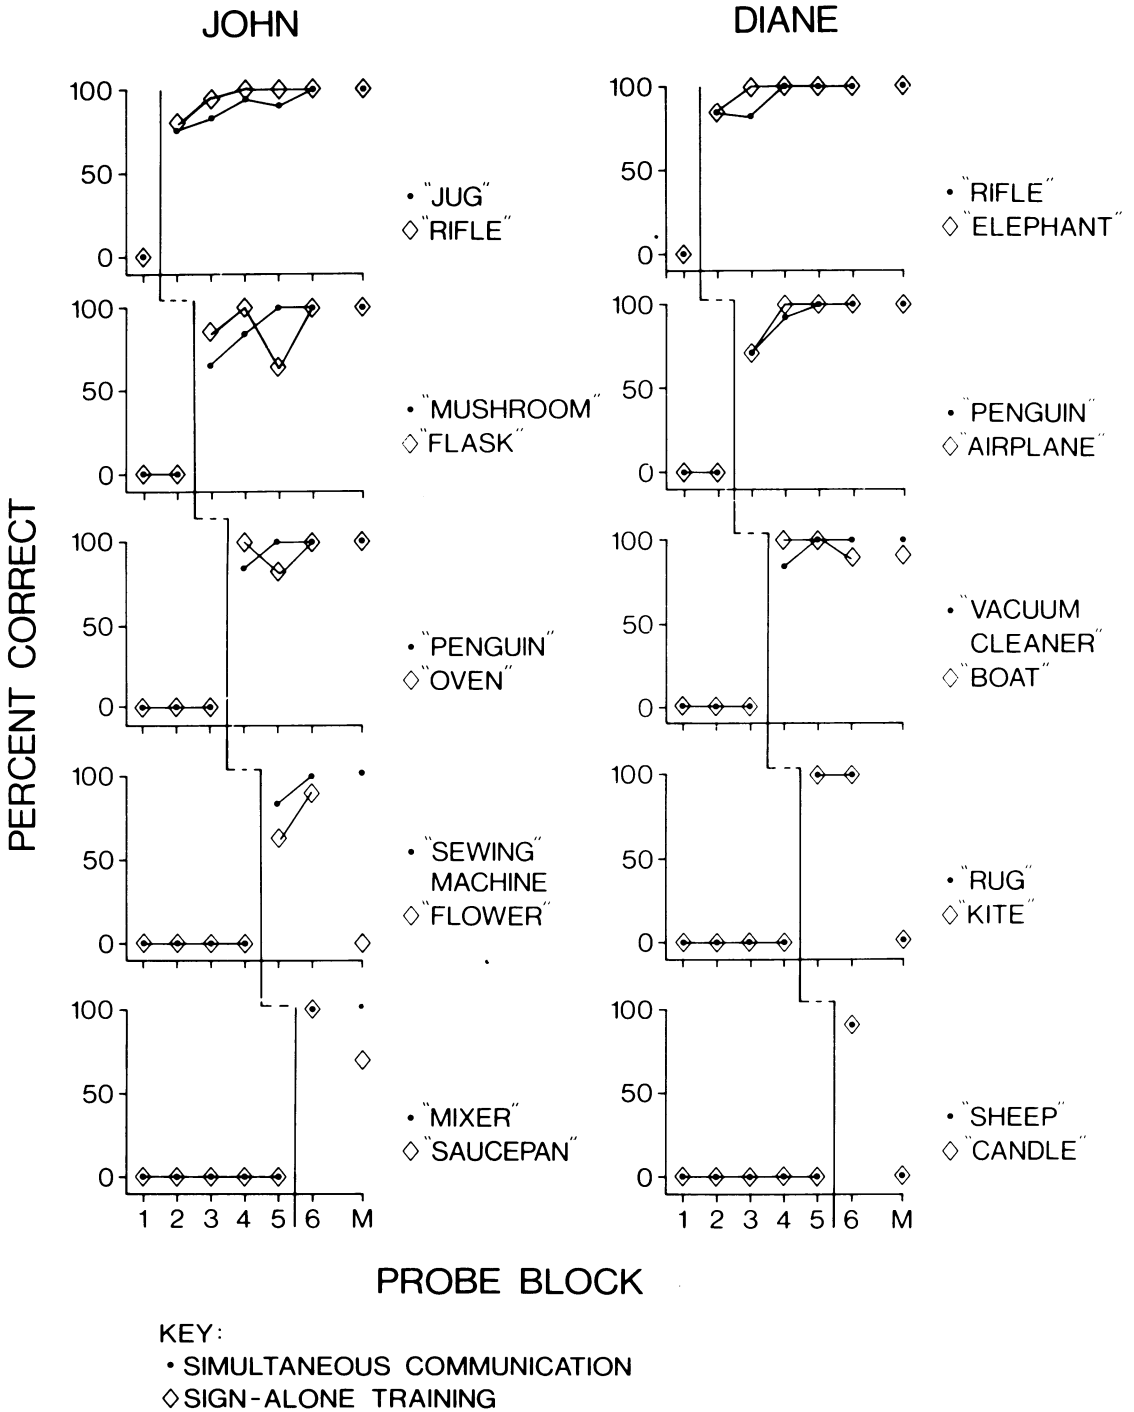 JOHN
DIANE
PERCENT CORRECT
100
50
0
• "JUG"
◇ "RIFLE"
100
50
0
• "RIFLE"
◇ "ELEPHANT"
100
50
0
• "MUSHROOM"
◇ "FLASK"
100
50
0
• "PENGUIN"
◇ "AIRPLANE"
100
50
0
• "PENGUIN"
◇ "OVEN"
100
50
0
• "VACUUM
CLEANER"
◇ "BOAT"
100
50
0
• "SEWING"
MACHINE
◇ "FLOWER"
100
50
0
• "RUG"
◇ "KITE"
100
50
0
• "MIXER"
◇ "SAUCEPAN"
1 2 3 4 5 6 M
100
50
0
• "SHEEP"
◇ "CANDLE"
1 2 3 4 5 6 M
PROBE BLOCK
KEY:
• SIMULTANEOUS COMMUNICATION
◇ SIGN-ALONE TRAINING